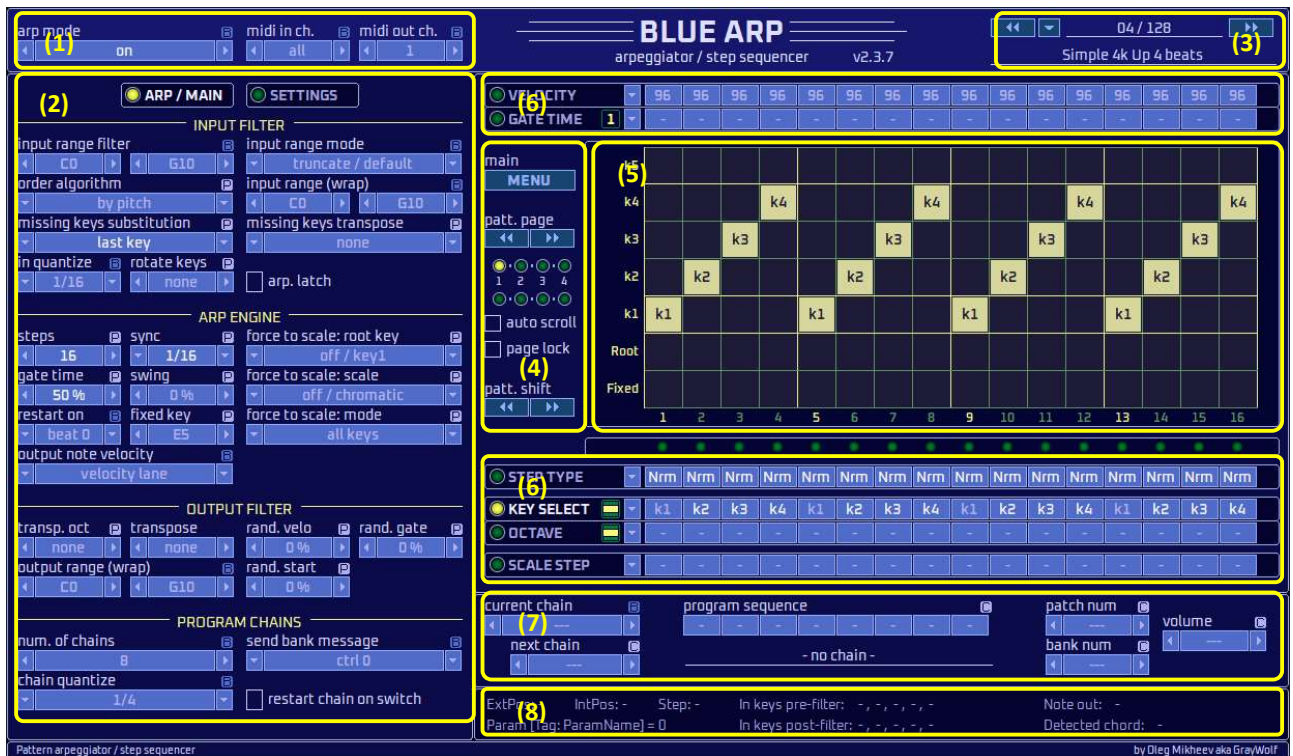 arp mode midi in ch. midi out ch.
(1)
on all 1
BLUE ARP
arpeggiator / step sequencer v2.3.7
04 / 128
(3)
Simple 4k Up 4 beats
(2)
ARP / MAIN SETTINGS
INPUT FILTER
input range filter input range mode
C0 G10 truncate / default
order algorithm input range (wrap)
by pitch C0 G10
missing keys substitution missing keys transpose
last key none
in quantize rotate keys
1/16 none arp. latch
ARP ENGINE
steps sync force to scale: root key
16 1/16 off / key1
gate time swing force to scale: scale
50 % 0 % off / chromatic
restart on fixed key force to scale: mode
beat 0 E5 all keys
output note velocity
velocity lane
OUTPUT FILTER
transp. oct transpose rand. velo rand. gate
none none 0 % 0 %
output range (wrap) rand. start
C0 G10 0 %
PROGRAM CHAINS
num. of chains send bank message
8 ctrl 0
chain quantize
1/4 restart chain on switch
VELOCITY 96 96 96 96 96 96 96 96 96 96 96 96 96 96 96
(6)
GATE TIME 1 - - - - - - - - - - - - - - -
main
MENU
patt. page
1 2 3 4
auto scroll
page lock
(4)
patt. shift
k5
(5)
k4 k4 k4 k4 k4
k3 k3 k3 k3 k3
k2 k2 k2 k2 k2
k1 k1 k1 k1 k1
Root
Fixed
1 2 3 4 5 6 7 8 9 10 11 12 13 14 15 16
STEP TYPE Nrm Nrm Nrm Nrm Nrm Nrm Nrm Nrm Nrm Nrm Nrm Nrm Nrm Nrm Nrm
(6)
KEY SELECT k1 k2 k3 k4 k1 k2 k3 k4 k1 k2 k3 k4 k1 k2 k3 k4
OCTAVE - - - - - - - - - - - - - - -
SCALE STEP - - - - - - - - - - - - - - -
current chain program sequence patch num volume
(7)
--- - - - - - - - - --- ---
next chain - no chain - bank num
--- ---
ExtPos: - IntPos: - Step: - In keys pre-filter: - , - , - , - , - Note out: -
(8)
Param [Tag: ParamName] = 0 In keys post-filter: - , - , - , - , - Detected chord: -
Pattern arpeggiator / step sequencer by Oleg Mikheev aka GrayWolf